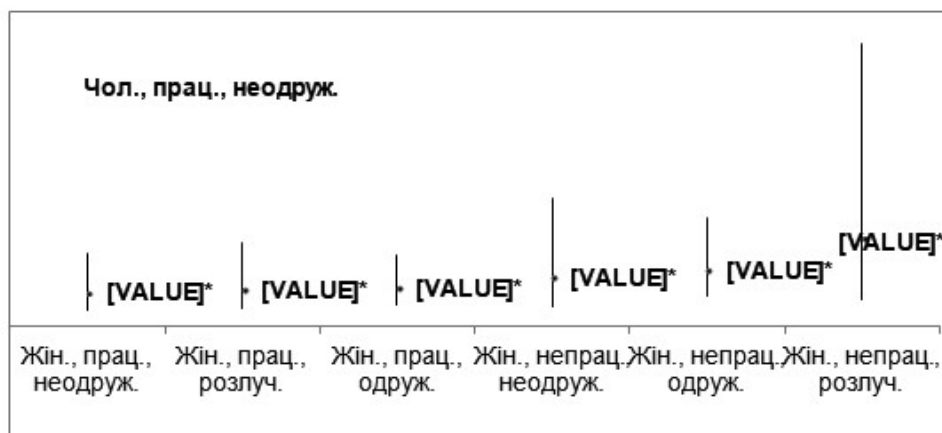 Чол., прац., неодруж.
[VALUE]*
[VALUE]*
[VALUE]*
[VALUE]*
[VALUE]*
[VALUE]*
Жін., прац., неодруж.
Жін., прац., розлуч.
Жін., прац., одруж.
Жін., непрац., неодруж.
Жін., непрац., одруж.
Жін., непрац., розлуч.